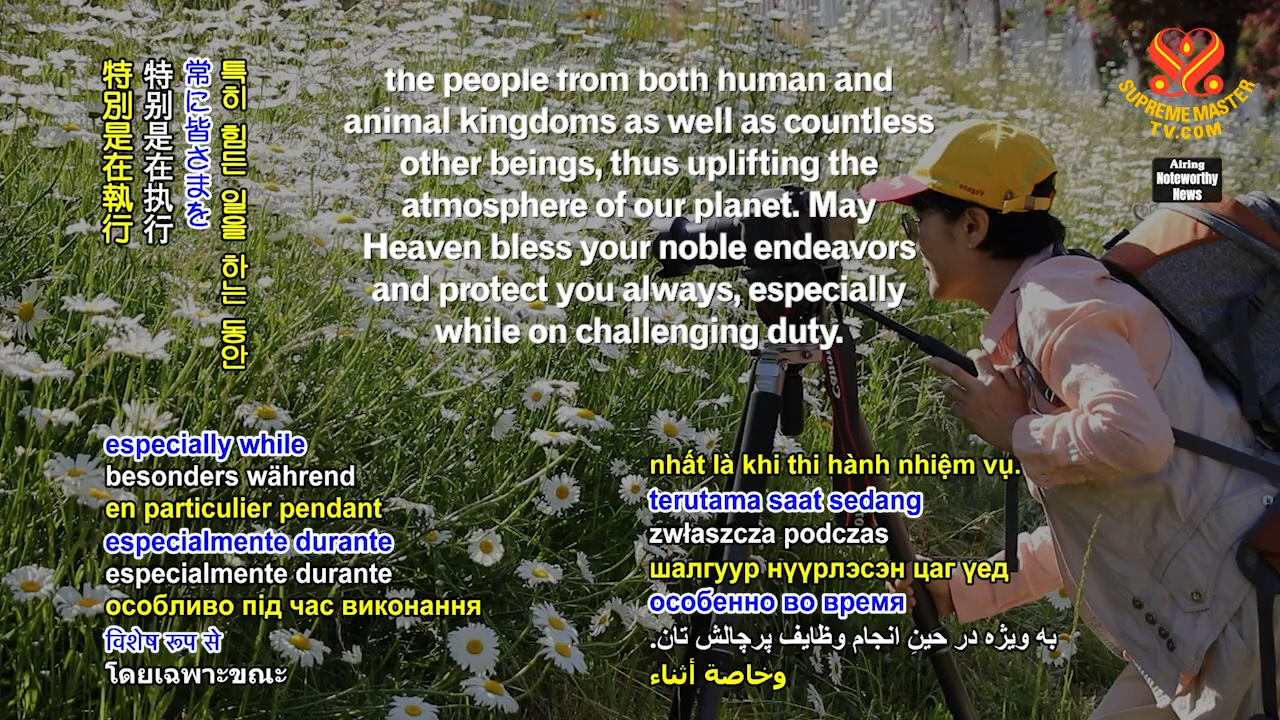 the people from both human and
animal kingdoms as well as countless
other beings, thus uplifting the
atmosphere of our planet. May
Heaven bless your noble endeavors
and protect you always, especially
while on challenging duty.
SUPREME MASTER
TV.COM
Airing
Noteworthy
News
特別是在執行
特别是在执行
常に皆さまを
특히 힘든 일을 하는 동안
especially while
besonders während
en particulier pendant
especialmente durante
especialmente durante
особливо під час виконання
विशेष रूप से
โดยเฉพาะขณะ
nhất là khi thi hành nhiệm vụ.
terutama saat sedang
zwłaszcza podczas
шалгуур нүүрлэсэн цаг үед
особенно во время
به ویژه در حینِ انجام وظایف پرچالش تان.
وخاصة أثناء
Canon